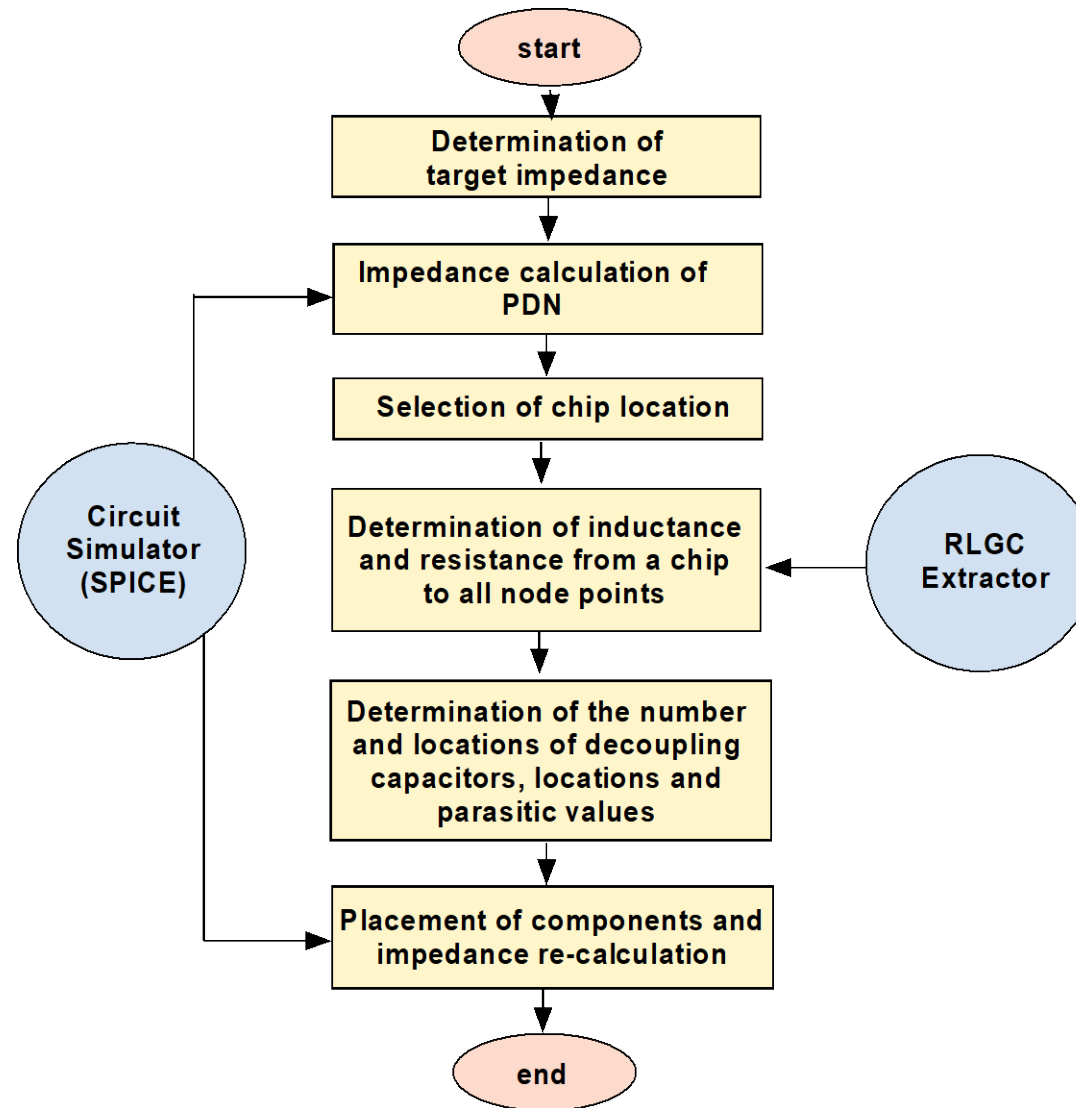 start
Determination of
target impedance
Impedance calculation of
PDN
Selection of chip location
Circuit
Simulator
(SPICE)
Determination of inductance
and resistance from a chip
to all node points
RLGC
Extractor
Determination of the number
and locations of decoupling
capacitors, locations and
parasitic values
Placement of components and
impedance re-calculation
end